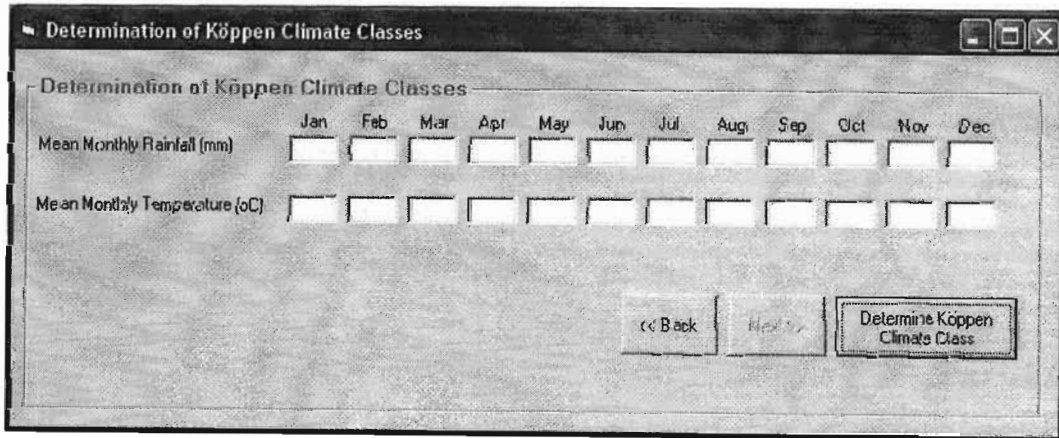 Determination of Köppen Climate Classes
Determination of Köppen Climate Classes
Jan Feb Mar Apr May Jun Jul Aug Sep Oct Nov Dec
Mean Monthly Rainfall (mm)
Mean Monthly Temperature (oC)
<< Back Next >> Determine Köppen
Climate Class